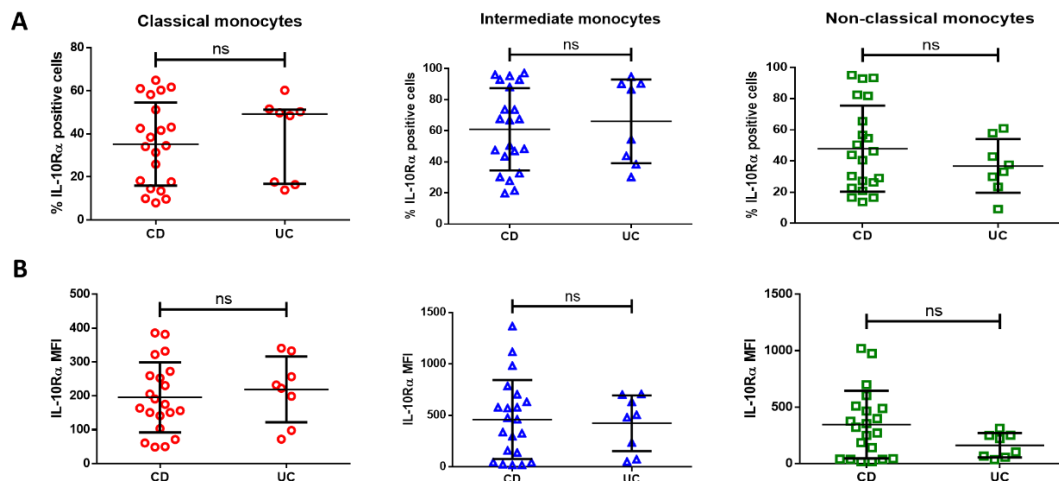 A
Classical monocytes
Intermediate monocytes
Non-classical monocytes
% IL-10Rα positive cells
80
60
40
20
0
ns
CD
UC
% IL-10Rα positive cells
100
80
60
40
20
0
ns
CD
UC
% IL-10Rα positive cells
100
80
60
40
20
0
ns
CD
UC
B
IL-10Rα MFI
500
400
300
200
100
0
ns
CD
UC
IL-10Rα MFI
1500
1000
500
0
ns
CD
UC
IL-10Rα MFI
1500
1000
500
0
ns
CD
UC